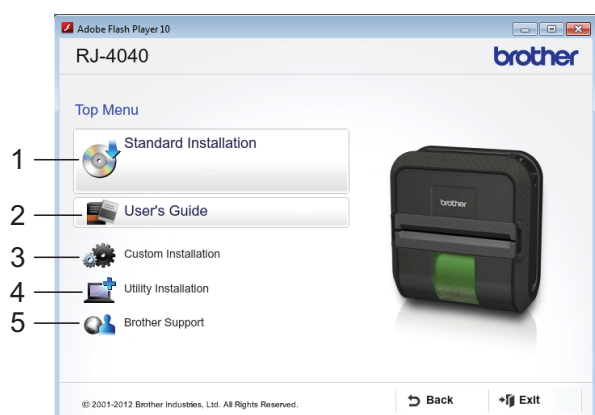 Adobe Flash Player 10
RJ-4040
brother
Top Menu
1
Standard Installation
brother
2
User's Guide
3
Custom Installation
4
Utility Installation
5
Brother Support
© 2001-2012 Brother Industries, Ltd. All Rights Reserved.
Back
Exit